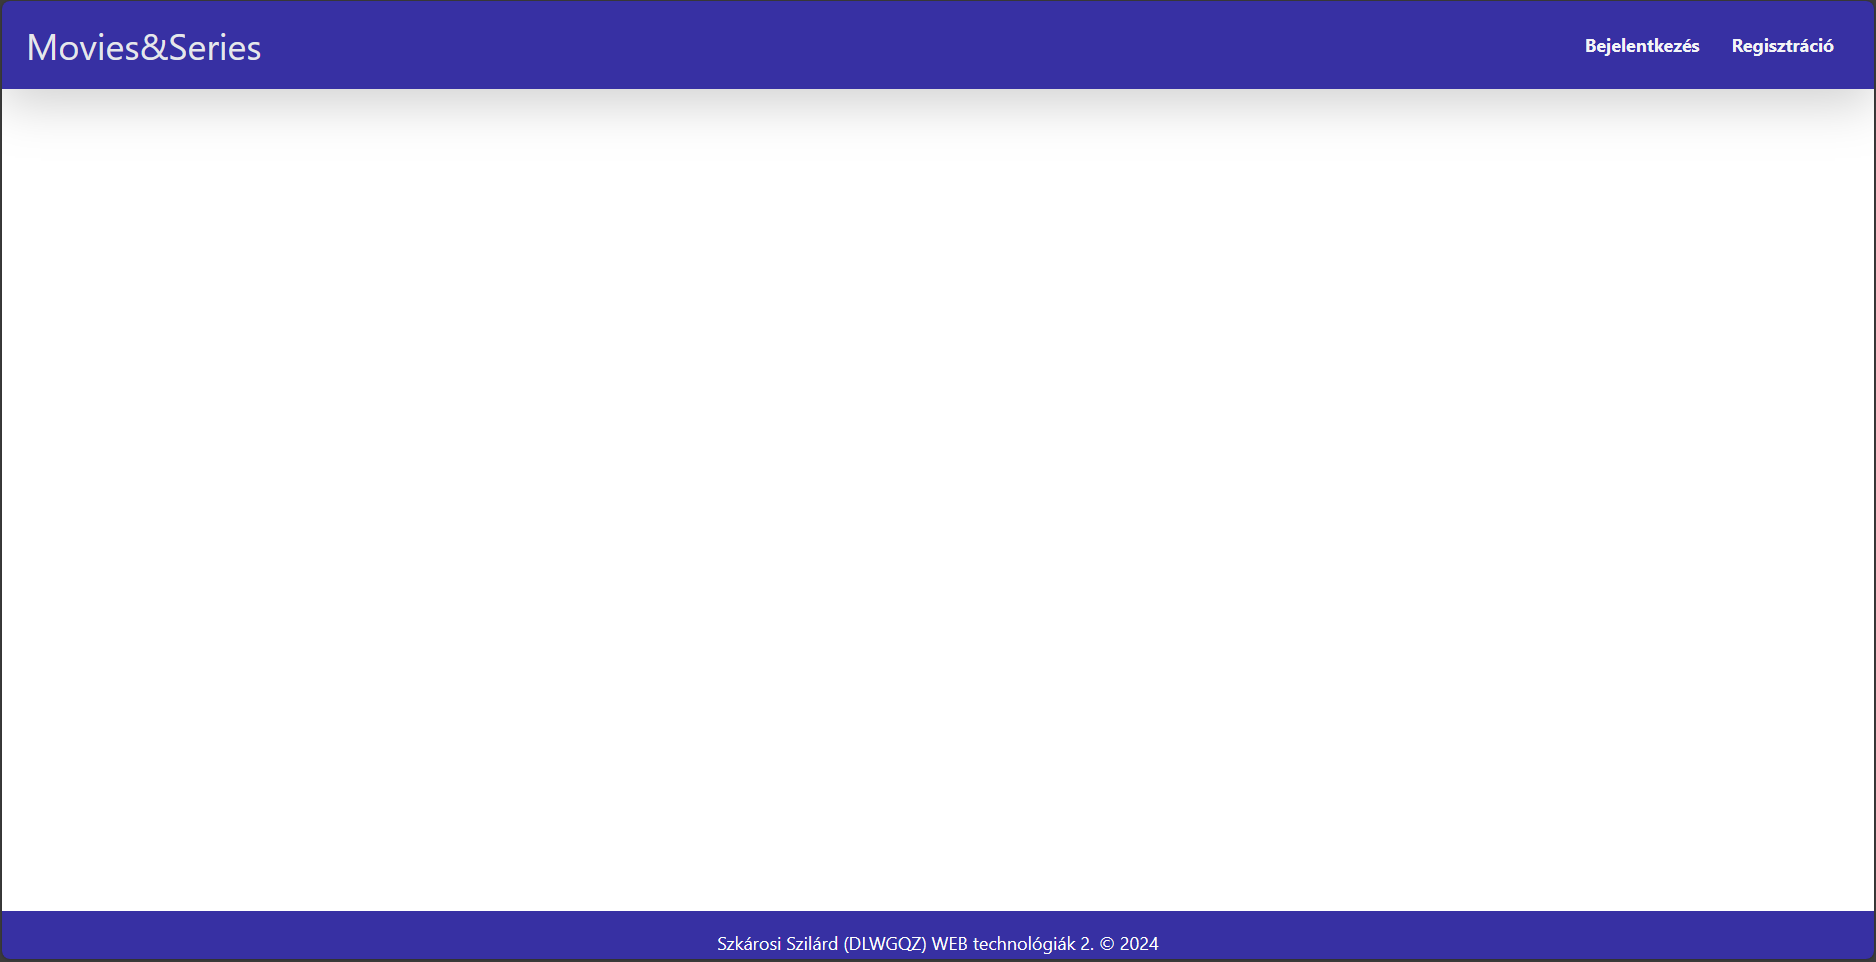 Movies&Series
Bejelentkezés Regisztráció
Szkárosi Szilárd (DLWGQZ) WEB technológiák 2. © 2024